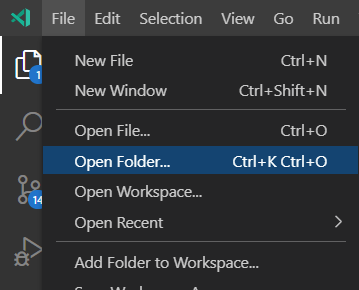 File Edit Selection View Go Run
New File Ctrl+N
New Window Ctrl+Shift+N
Open File... Ctrl+O
Open Folder... Ctrl+K Ctrl+O
Open Workspace...
Open Recent
Add Folder to Workspace...
1
14